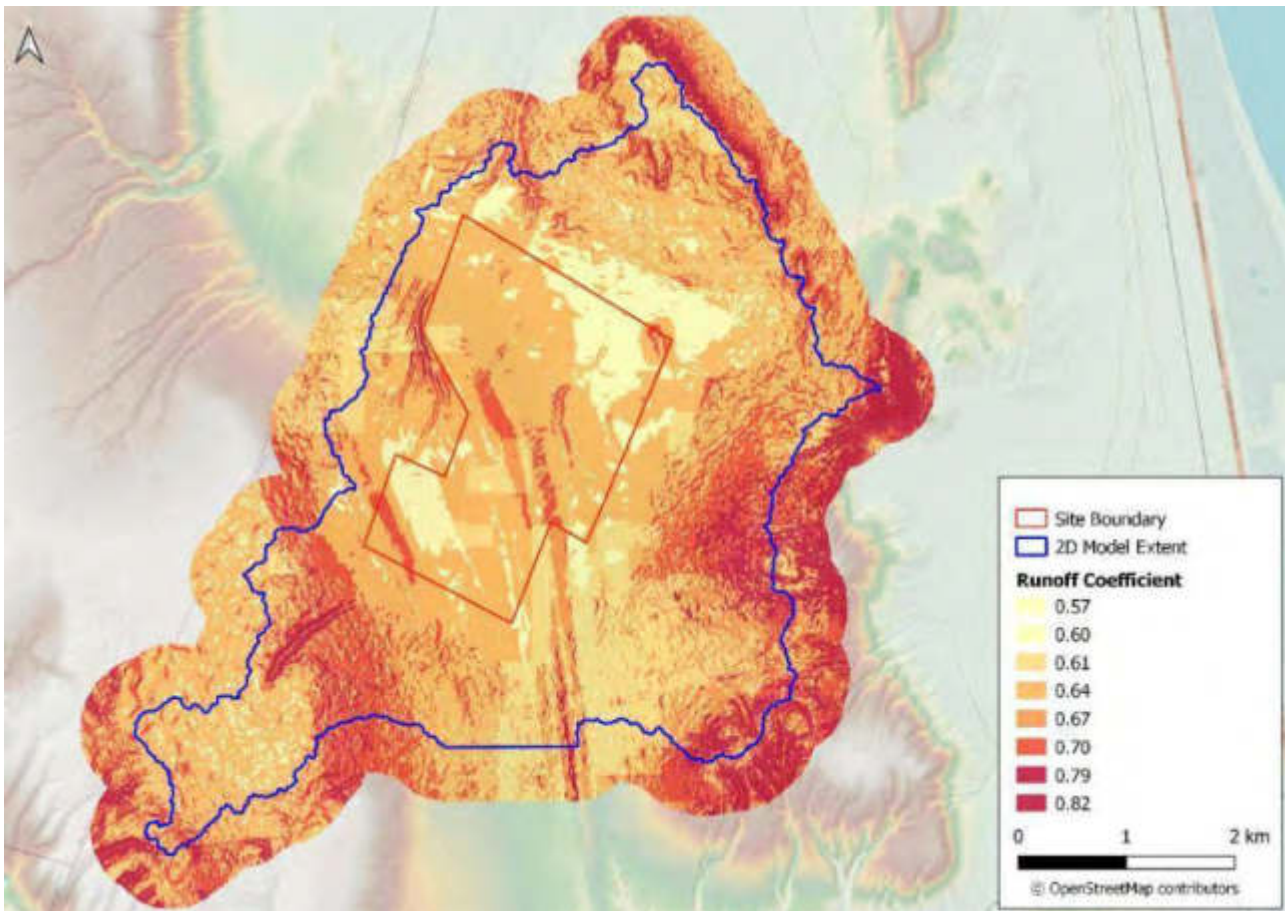 Site Boundary
2D Model Extent
Runoff Coefficient
0.57
0.60
0.61
0.64
0.67
0.70
0.79
0.82
0 1 2 km
© OpenStreetMap contributors